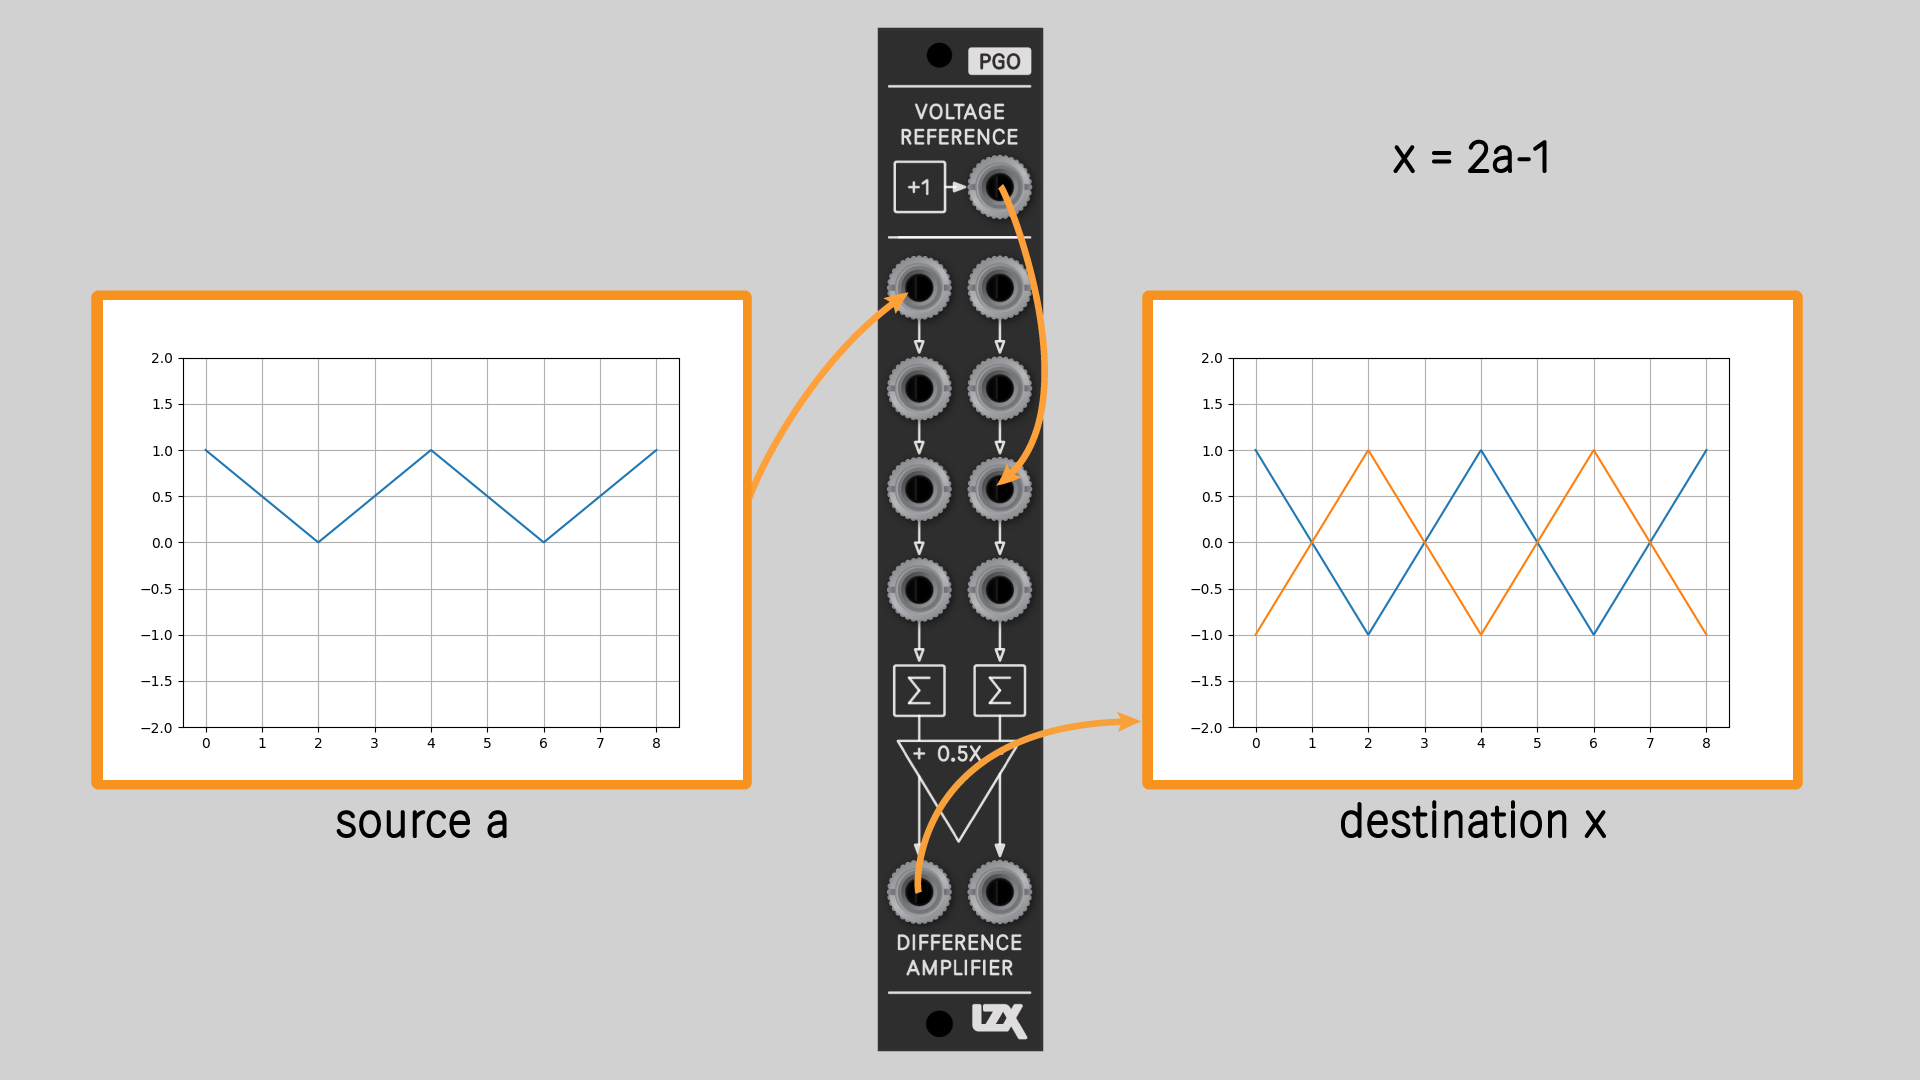 PGO
VOLTAGE
REFERENCE
+1
x = 2a-1
2.0
1.5
1.0
0.5
0.0
−0.5
−1.0
−1.5
−2.0
0 1 2 3 4 5 6 7 8
source a
Σ Σ
+ 0.5X
DIFFERENCE
AMPLIFIER
LZX
2.0
1.5
1.0
0.5
0.0
−0.5
−1.0
−1.5
−2.0
0 1 2 3 4 5 6 7 8
destination x